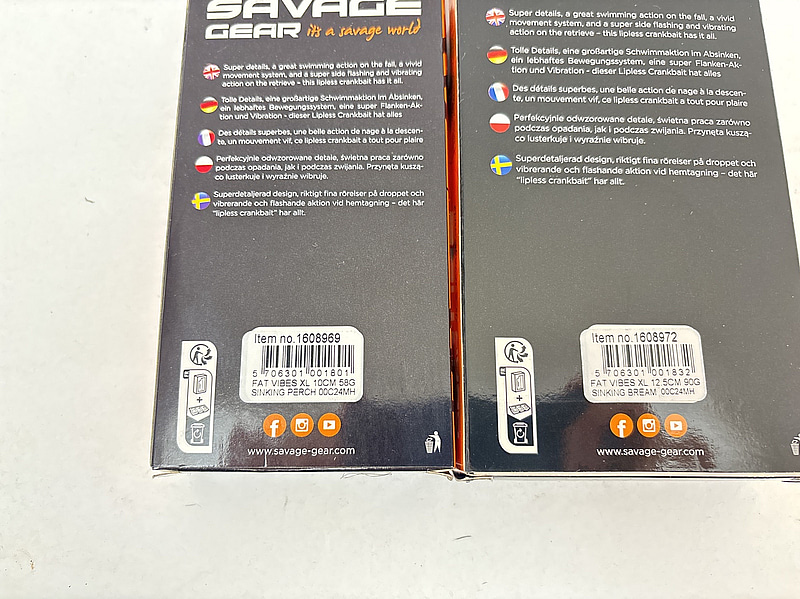 SAVAGE
GEAR it's a savage world
Super details, a great swimming action on the fall, a vivid
movement system, and a super side flashing and vibrating
action on the retrieve – this lipless crankbait has it all.
Tolle Details, eine großartige Schwimmaktion im Absinken,
ein lebhaftes Bewegungssystem, eine super Flanken-Ak-
tion und Vibration - dieser Lipless Crankbait hat alles
Des détails superbes, une belle action de nage à la descen-
te, un mouvement vif, ce lipless crankbait a tout pour plaire
Perfekcyjnie odwzorowane detale, świetna praca zarówno
podczas opadania, jak i podczas zwijania. Przynęta kuszą-
co lusterkuje i wyraźnie wibruje.
Superdetaljerad design, riktigt fina rörelser på droppet och
vibrerande och flashande aktion vid hemtagning – det här
"lipless crankbait" har allt.
Item no.1608969
5 706301 001801
FAT VIBES XL 10CM 58G
SINKING PERCH 00C24MH
+
www.savage-gear.com
Super details, a great swimming action on the fall, a vivid
movement system, and a super side flashing and vibrating
action on the retrieve – this lipless crankbait has it all.
Tolle Details, eine großartige Schwimmaktion im Absinken,
ein lebhaftes Bewegungssystem, eine super Flanken-Ak-
tion und Vibration - dieser Lipless Crankbait hat alles
Des détails superbes, une belle action de nage à la descen-
te, un mouvement vif, ce lipless crankbait a tout pour plaire
Perfekcyjnie odwzorowane detale, świetna praca zarówno
podczas opadania, jak i podczas zwijania. Przynęta kuszą-
co lusterkuje i wyraźnie wibruje.
Superdetaljerad design, riktigt fina rörelser på droppet och
vibrerande och flashande aktion vid hemtagning – det här
"lipless crankbait" har allt.
Item no.1608972
5 706301 001832
FAT VIBES XL 12.5CM 90G
SINKING BREAM 00C24MH
+
www.savage-gear.com